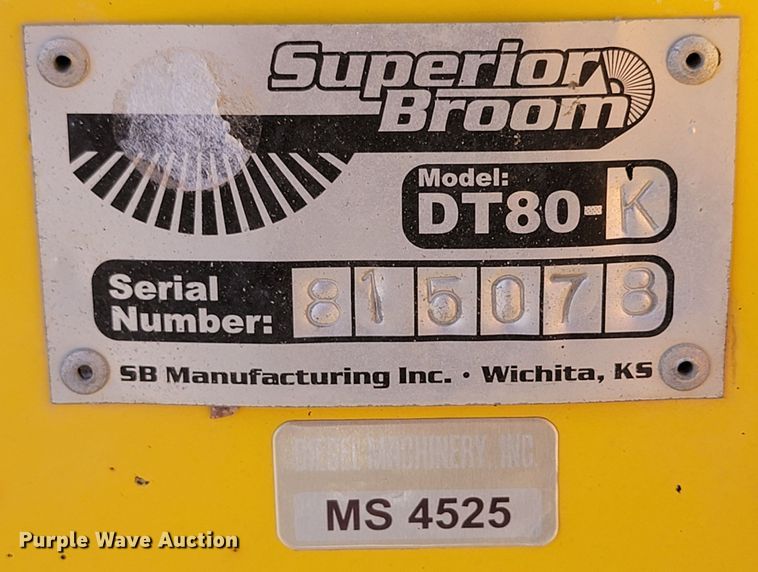 Superior
Broom
Model:
DT80-K
Serial
Number: 815078
SB Manufacturing Inc. · Wichita, KS
DIESEL MACHINERY, INC.
MS 4525
Purple Wave Auction